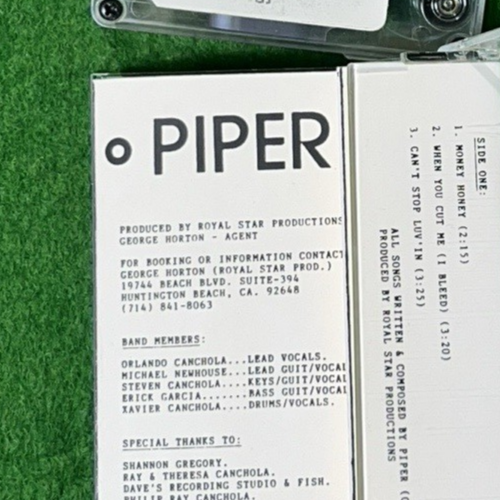 PIPER
PRODUCED BY ROYAL STAR PRODUCTIONS
GEORGE HORTON - AGENT
FOR BOOKING OR INFORMATION CONTACT
GEORGE HORTON (ROYAL STAR PROD.)
19744 BEACH BLVD. SUITE-394
HUNTINGTON BEACH, CA. 92648
(714) 841-8063
BAND MEMBERS:
ORLANDO CANCHOLA...LEAD VOCALS.
MICHAEL NEWHOUSE...LEAD GUIT/VOCAL
STEVEN CANCHOLA....KEYS/GUIT/VOCAL
ERICK GARCIA.......BASS GUIT/VOCAL
XAVIER CANCHOLA....DRUMS/VOCALS.
SPECIAL THANKS TO:
SHANNON GREGORY.
RAY & THERESA CANCHOLA.
DAVE'S RECORDING STUDIO & FISH.
PHILIP RAY CANCHOLA.
SIDE ONE:
1. MONEY HONEY (2:15)
2. WHEN YOU CUT ME (I BLEED) (3:20)
3. CAN'T STOP LUV'IN (3:25)
ALL SONGS WRITTEN & COMPOSED BY PIPER (
PRODUCED BY ROYAL STAR PRODUCTIONS